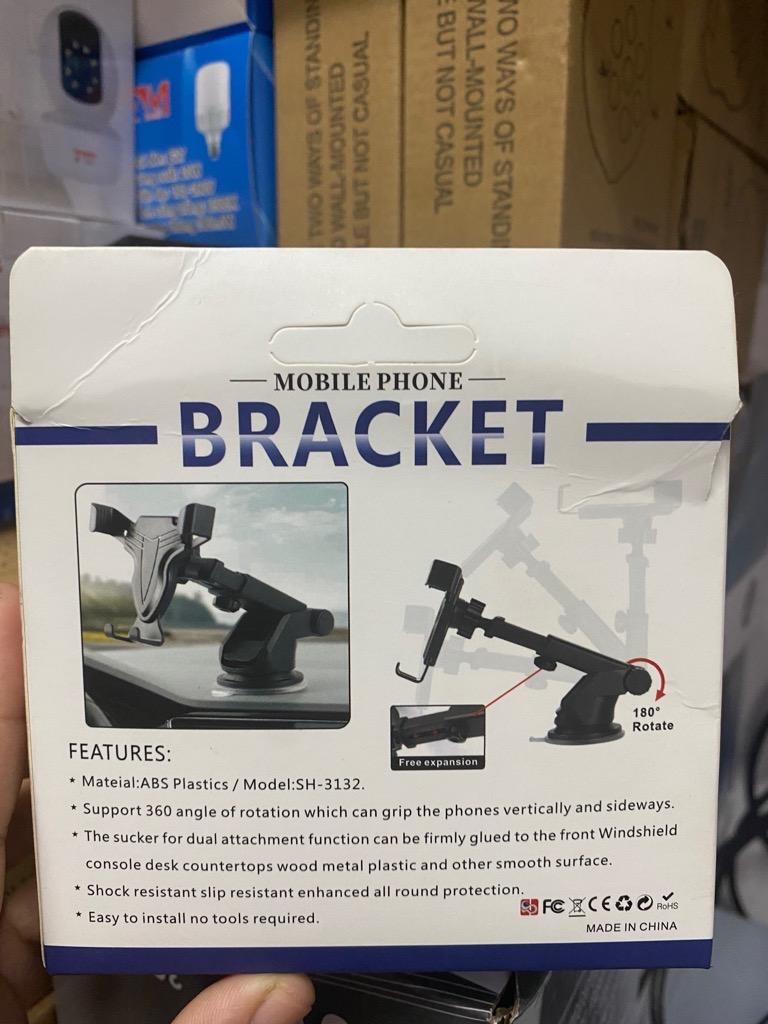 TWO WAYS OF STANDIN
D WALL-MOUNTED
LE BUT NOT CASUAL
WO WAYS OF STANDI
WALL-MOUNTED
E BUT NOT CASUAL
MOBILE PHONE
BRACKET
180°
Rotate
Free expansion
FEATURES:
* Mateial:ABS Plastics / Model:SH-3132.
* Support 360 angle of rotation which can grip the phones vertically and sideways.
* The sucker for dual attachment function can be firmly glued to the front Windshield
console desk countertops wood metal plastic and other smooth surface.
* Shock resistant slip resistant enhanced all round protection.
* Easy to install no tools required.
FC CE RoHS
MADE IN CHINA